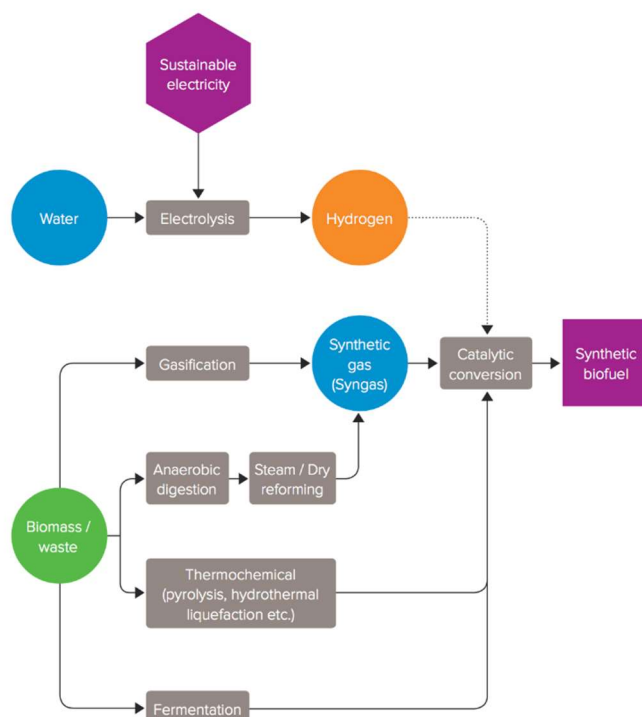 Sustainable
electricity
Water
Electrolysis
Hydrogen
Gasification
Synthetic
gas
(Syngas)
Catalytic
conversion
Synthetic
biofuel
Anaerobic
digestion
Steam / Dry
reforming
Biomass /
waste
Thermochemical
(pyrolysis, hydrothermal
liquefaction etc.)
Fermentation